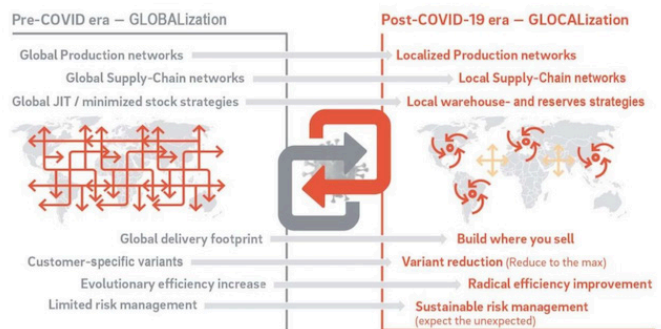 Pre-COVID era — GLOBALization
Post-COVID-19 era — GLOCALization
Global Production networks
Localized Production networks
Global Supply-Chain networks
Local Supply-Chain networks
Global JIT / minimized stock strategies
Local warehouse- and reserves strategies
Global delivery footprint
Build where you sell
Customer-specific variants
Variant reduction (Reduce to the max)
Evolutionary efficiency increase
Radical efficiency improvement
Limited risk management
Sustainable risk management
(expect the unexpected)